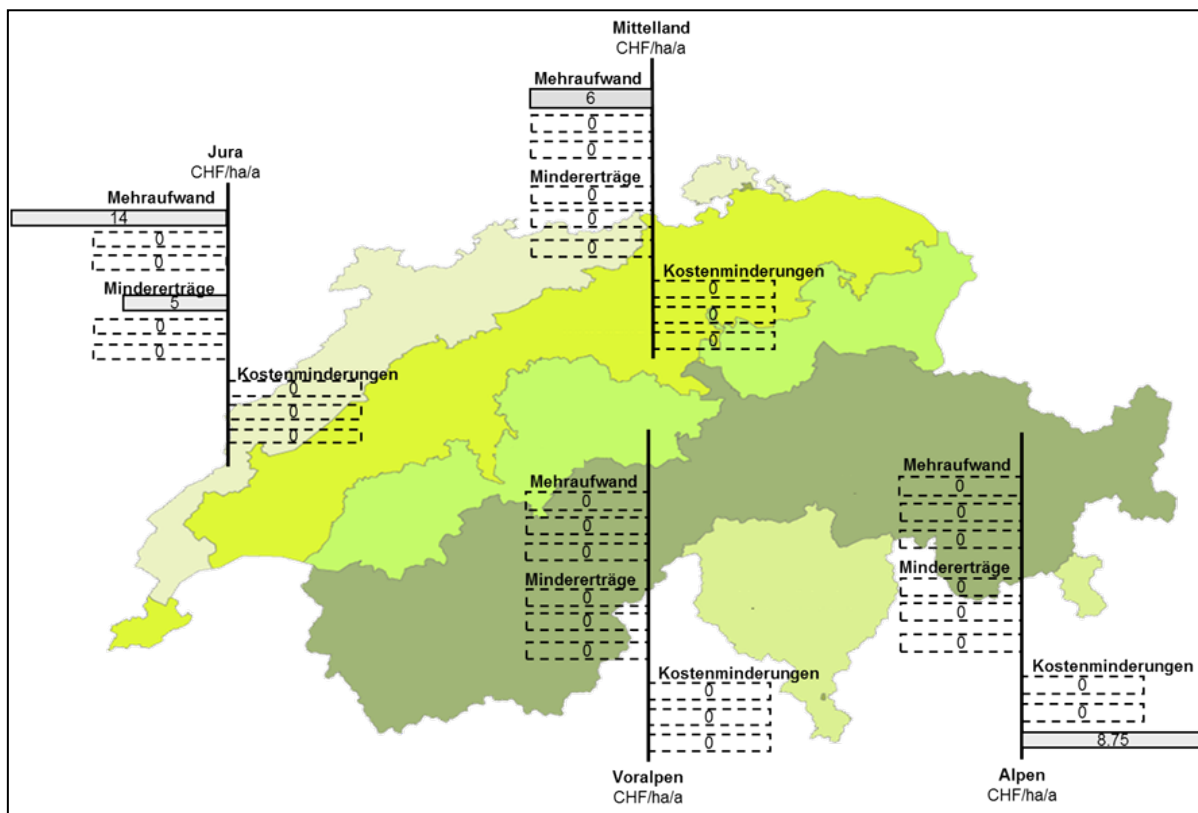 Mittelland
CHF/ha/a
Mehraufwand
6
0
0
Mindererträge
0
0
0
Kostenminderungen
0
0
0
Jura
CHF/ha/a
Mehraufwand
14
0
0
Mindererträge
5
0
0
Kostenminderungen
0
0
0
Mehraufwand
0
0
0
Mindererträge
0
0
0
Kostenminderungen
0
0
0
Voralpen
CHF/ha/a
Mehraufwand
0
0
0
Mindererträge
0
0
0
Kostenminderungen
0
0
8.75
Alpen
CHF/ha/a